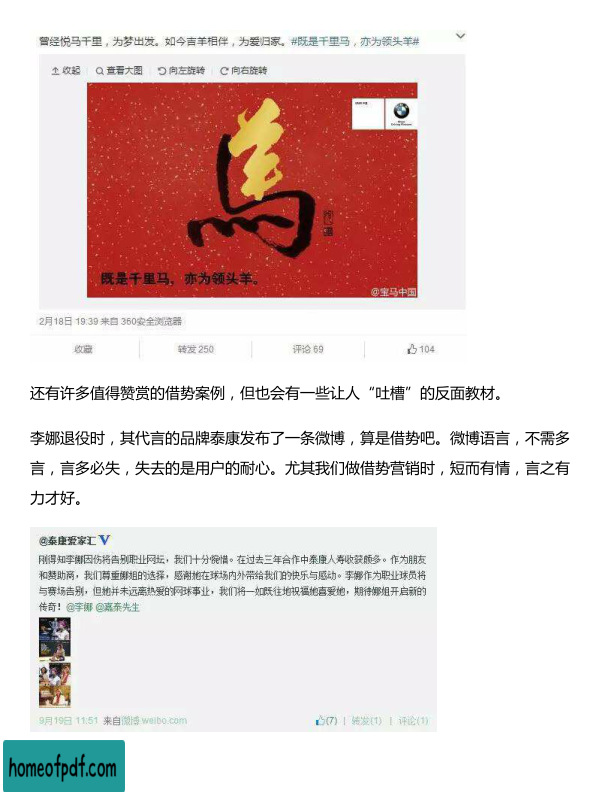 曾经悦马千里，为梦出发。如今吉羊相伴，为爱归家。#既是千里马，亦为领头羊#
收起 查看大图 向左旋转 向右旋转
既是千里马，亦为领头羊。
@宝马中国
2月18日 19:39 来自 360安全浏览器
收藏 转发 250 评论 69 104
还有许多值得赞赏的借势案例，但也会有一些让人“吐槽”的反面教材。
李娜退役时，其代言的品牌泰康发布了一条微博，算是借势吧。微博语言，不需多
言，言多必失，失去的是用户的耐心。尤其我们做借势营销时，短而有情，言之有
力才好。
@泰康爱家汇 V
刚得知李娜因伤将告别职业网坛，我们十分惋惜。在过去三年合作中泰康人寿收获颇多。作为朋友
和赞助商，我们尊重娜姐的选择，感谢她在球场内外带给我们的快乐与感动。李娜作为职业球员将
与赛场告别，但她并未远离热爱的网球事业，我们将一如既往地祝福她喜爱她，期待娜姐开启新的
传奇！@李娜 @嘉泰先生
9月19日 11:51 来自微博 weibo.com (7) | 转发(1) | 评论(1)
homeofpdf.com